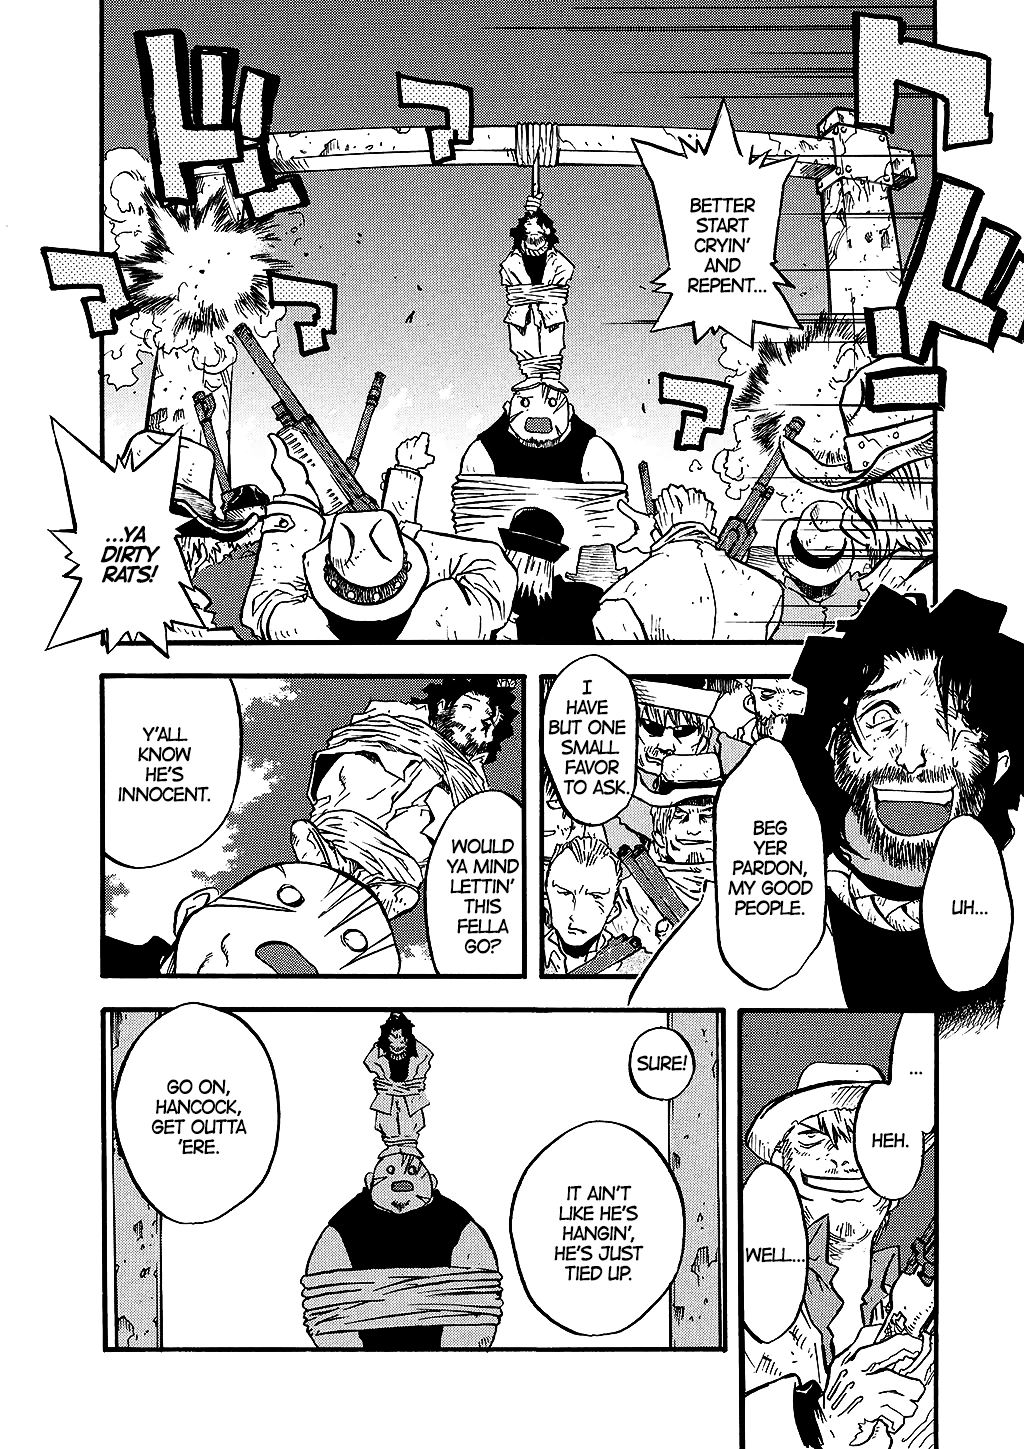 BETTER
START
CRYIN'
AND
REPENT...
...YA
DIRTY
RATS!
UH...
BEG
YER
PARDON,
MY GOOD
PEOPLE.
I
HAVE
BUT ONE
SMALL
FAVOR
TO ASK.
WOULD
YA MIND
LETTIN'
THIS
FELLA
GO?
Y'ALL
KNOW
HE'S
INNOCENT.
...
HEH.
WELL...
SURE!
IT AIN'T
LIKE HE'S
HANGIN',
HE'S JUST
TIED UP.
GO ON,
HANCOCK,
GET OUTTA
'ERE.